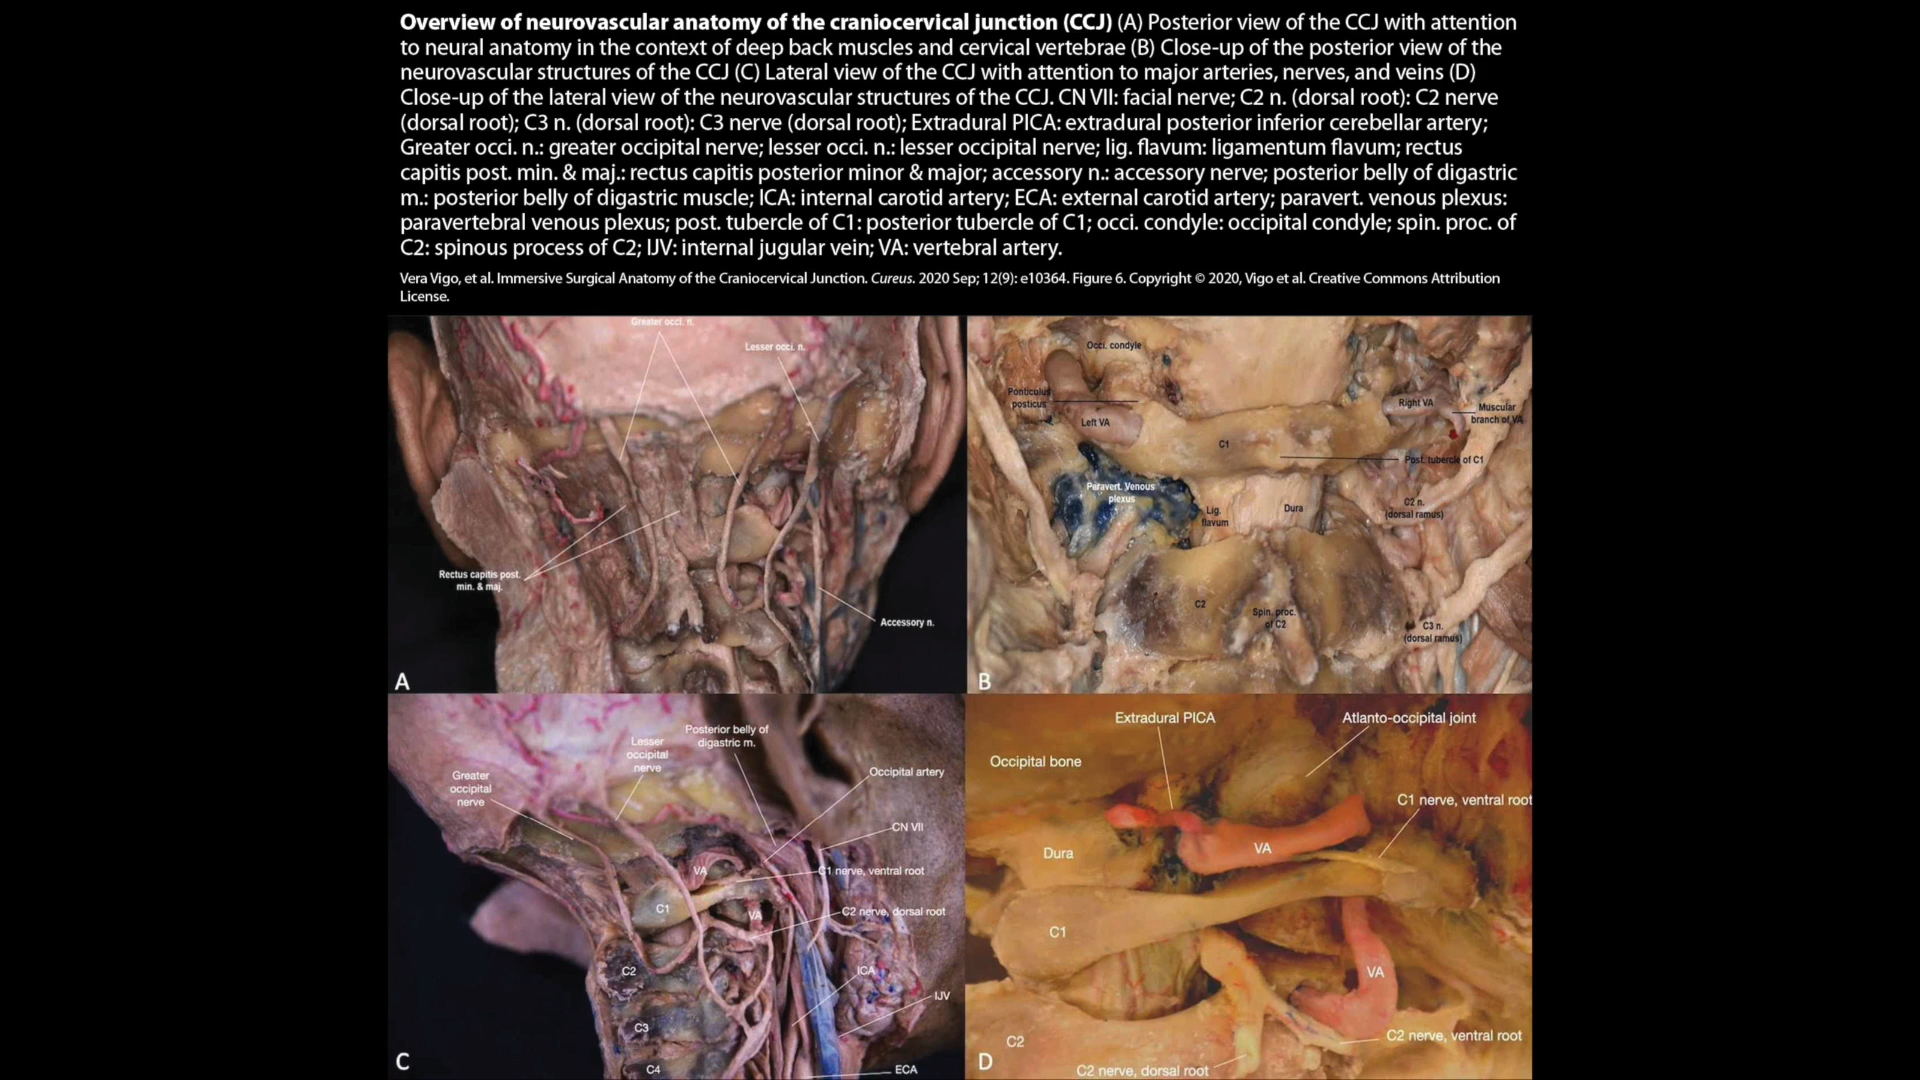 Overview of neurovascular anatomy of the craniocervical junction (CCJ) (A) Posterior view of the CCJ with attention
to neural anatomy in the context of deep back muscles and cervical vertebrae (B) Close-up of the posterior view of the
neurovascular structures of the CCJ (C) Lateral view of the CCJ with attention to major arteries, nerves, and veins (D)
Close-up of the lateral view of the neurovascular structures of the CCJ. CN VII: facial nerve; C2 n. (dorsal root): C2 nerve
(dorsal root); C3 n. (dorsal root): C3 nerve (dorsal root); Extradural PICA: extradural posterior inferior cerebellar artery;
Greater occi. n.: greater occipital nerve; lesser occi. n.: lesser occipital nerve; lig. flavum: ligamentum flavum; rectus
capitis post. min. & maj.: rectus capitis posterior minor & major; accessory n.: accessory nerve; posterior belly of digastric
m.: posterior belly of digastric muscle; ICA: internal carotid artery; ECA: external carotid artery; paravert. venous plexus:
paravertebral venous plexus; post. tubercle of C1: posterior tubercle of C1; occi. condyle: occipital condyle; spin. proc. of
C2: spinous process of C2; IJV: internal jugular vein; VA: vertebral artery.
Vera Vigo, et al. Immersive Surgical Anatomy of the Craniocervical Junction. Cureus. 2020 Sep; 12(9): e10364. Figure 6. Copyright © 2020, Vigo et al. Creative Commons Attribution
License.
Greater occi. n.
Lesser occi. n.
Rectus capitis post.
min. & maj.
Accessory n.
A
Occi. condyle
Ponticulus
posticus
Left VA
Right VA
Muscular
branch of VA
C1
Post. tubercle of C1
Paravert. Venous
plexus
Lig.
flavum
Dura
C2 n.
(dorsal ramus)
C2
Spin. proc.
of C2
C3 n.
(dorsal ramus)
B
Posterior belly of
digastric m.
Lesser
occipital
nerve
Greater
occipital
nerve
Occipital artery
CN VII
VA
C1 nerve, ventral root
C1
VA
C2 nerve, dorsal root
C2
ICA
IJV
C3
C4
ECA
C
Extradural PICA
Atlanto-occipital joint
Occipital bone
C1 nerve, ventral root
VA
Dura
C1
VA
C2 nerve, ventral root
C2
C2 nerve, dorsal root
D